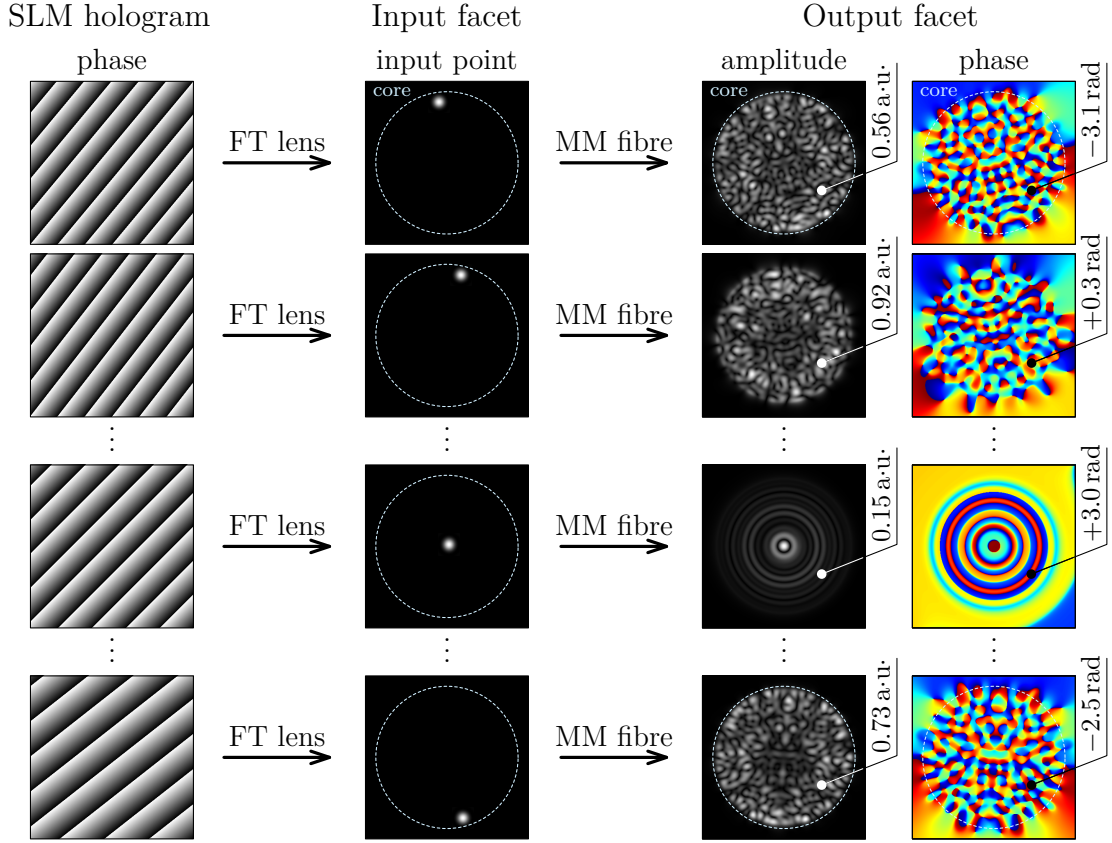 SLM hologram Input facet Output facet
phase input point amplitude phase
core core core
FT lens MM fibre 0.56 a·u· −3.1 rad
FT lens MM fibre 0.92 a·u· +0.3 rad
⋮ ⋮ ⋮ ⋮
FT lens MM fibre 0.15 a·u· +3.0 rad
⋮ ⋮ ⋮ ⋮
FT lens MM fibre 0.73 a·u· −2.5 rad